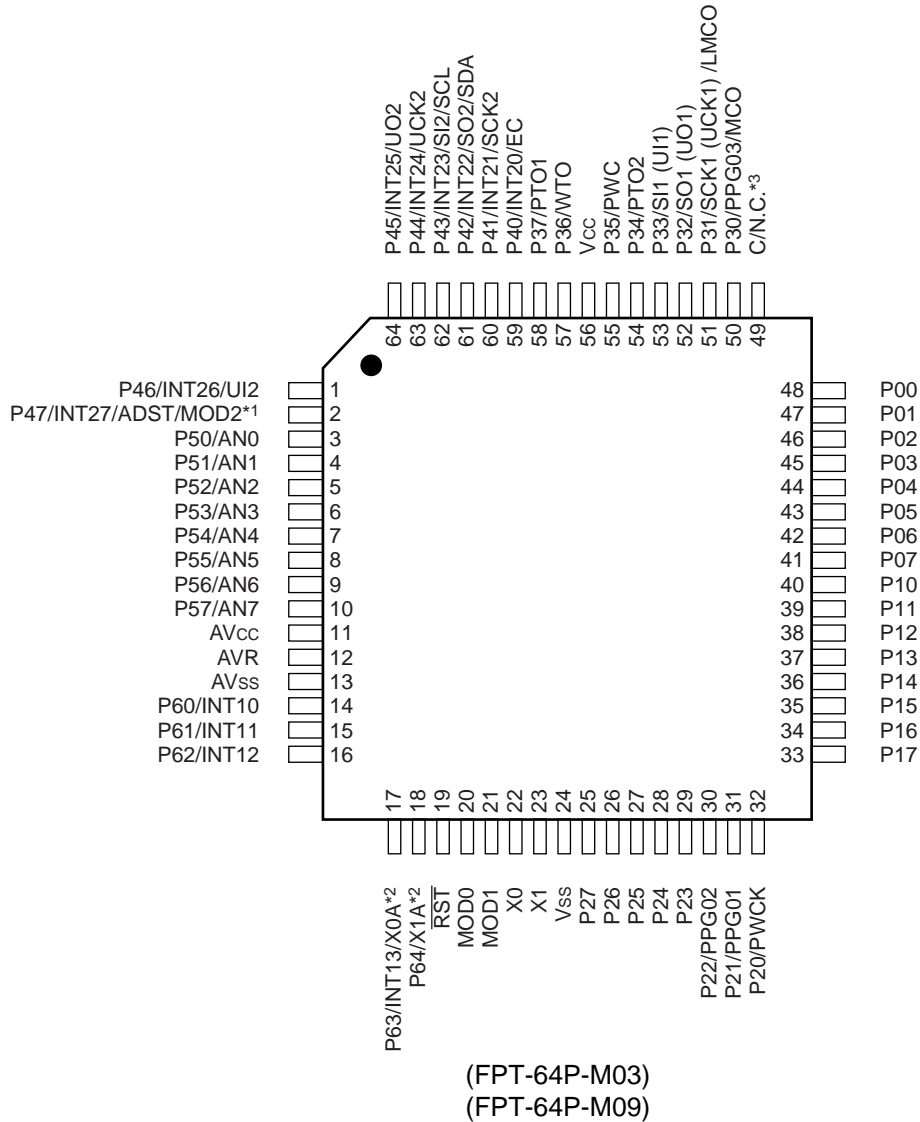 P45/INT25/UO2
P44/INT24/UCK2
P43/INT23/SI2/SCL
P42/INT22/SO2/SDA
P41/INT21/SCK2
P40/INT20/EC
P37/PTO1
P36/WTO
Vcc
P35/PWC
P34/PTO2
P33/SI1 (UI1)
P32/SO1 (UO1)
P31/SCK1 (UCK1) /LMCO
P30/PPG03/MCO
C/N.C.*3
64 63 62 61 60 59 58 57 56 55 54 53 52 51 50 49
P46/INT26/UI2 1 48 P00
P47/INT27/ADST/MOD2*1 2 47 P01
P50/AN0 3 46 P02
P51/AN1 4 45 P03
P52/AN2 5 44 P04
P53/AN3 6 43 P05
P54/AN4 7 42 P06
P55/AN5 8 41 P07
P56/AN6 9 40 P10
P57/AN7 10 39 P11
AVcc 11 38 P12
AVR 12 37 P13
AVss 13 36 P14
P60/INT10 14 35 P15
P61/INT11 15 34 P16
P62/INT12 16 33 P17
17 18 19 20 21 22 23 24 25 26 27 28 29 30 31 32
P63/INT13/X0A*2
P64/X1A*2
RST
MOD0
MOD1
X0
X1
Vss
P27
P26
P25
P24
P23
P22/PPG02
P21/PPG01
P20/PWCK
(FPT-64P-M03)
(FPT-64P-M09)